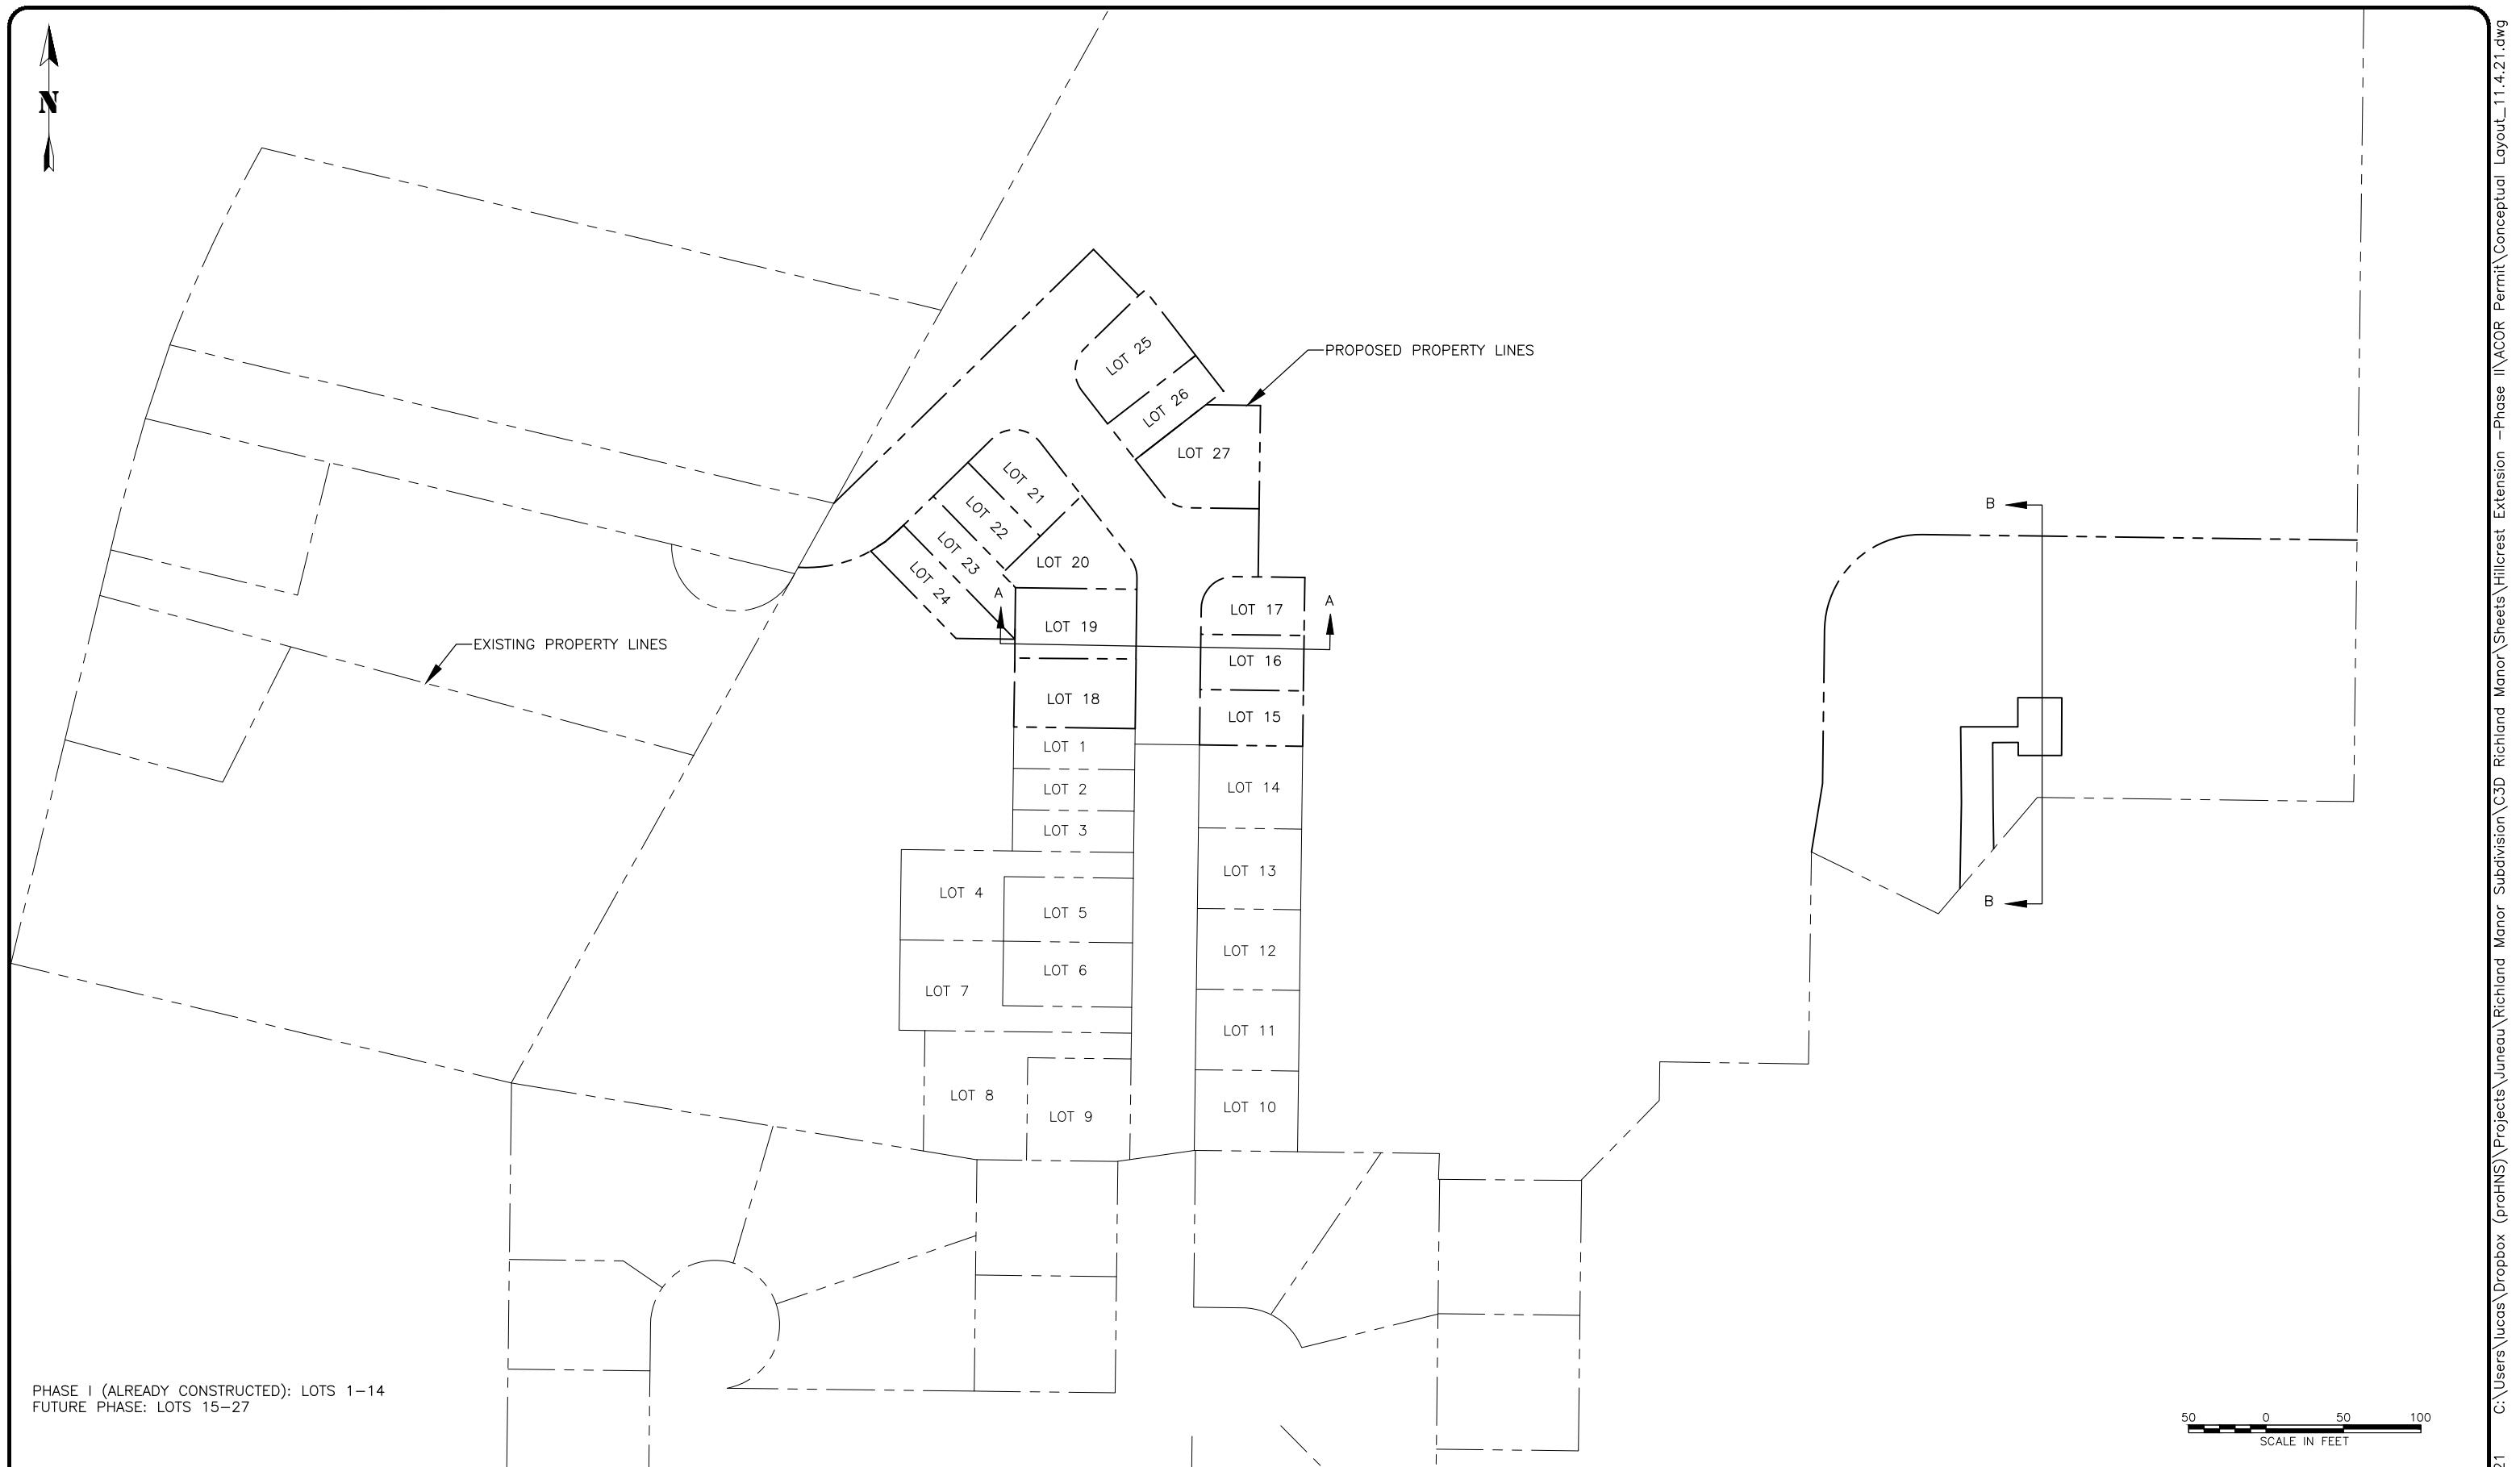 N
LOT 25
PROPOSED PROPERTY LINES
LOT 26
LOT 27
LOT 21
LOT 22
LOT 23
LOT 20
LOT 24
A
A
LOT 17
LOT 19
EXISTING PROPERTY LINES
LOT 16
LOT 18
LOT 15
LOT 1
LOT 2
LOT 14
LOT 3
LOT 13
LOT 4
LOT 5
LOT 12
LOT 6
LOT 7
LOT 11
LOT 8
LOT 9
LOT 10
B
B
PHASE I (ALREADY CONSTRUCTED): LOTS 1-14
FUTURE PHASE: LOTS 15-27
50 0 50 100
SCALE IN FEET
21 C:\Users\lucas\Dropbox (proHNS)\Projects\Juneau\Richland Manor Subdivision\C3D Richland Manor\Sheets\Hillcrest Extension -Phase II\ACOR Permit\Conceptual Layout_11.4.21.dwg